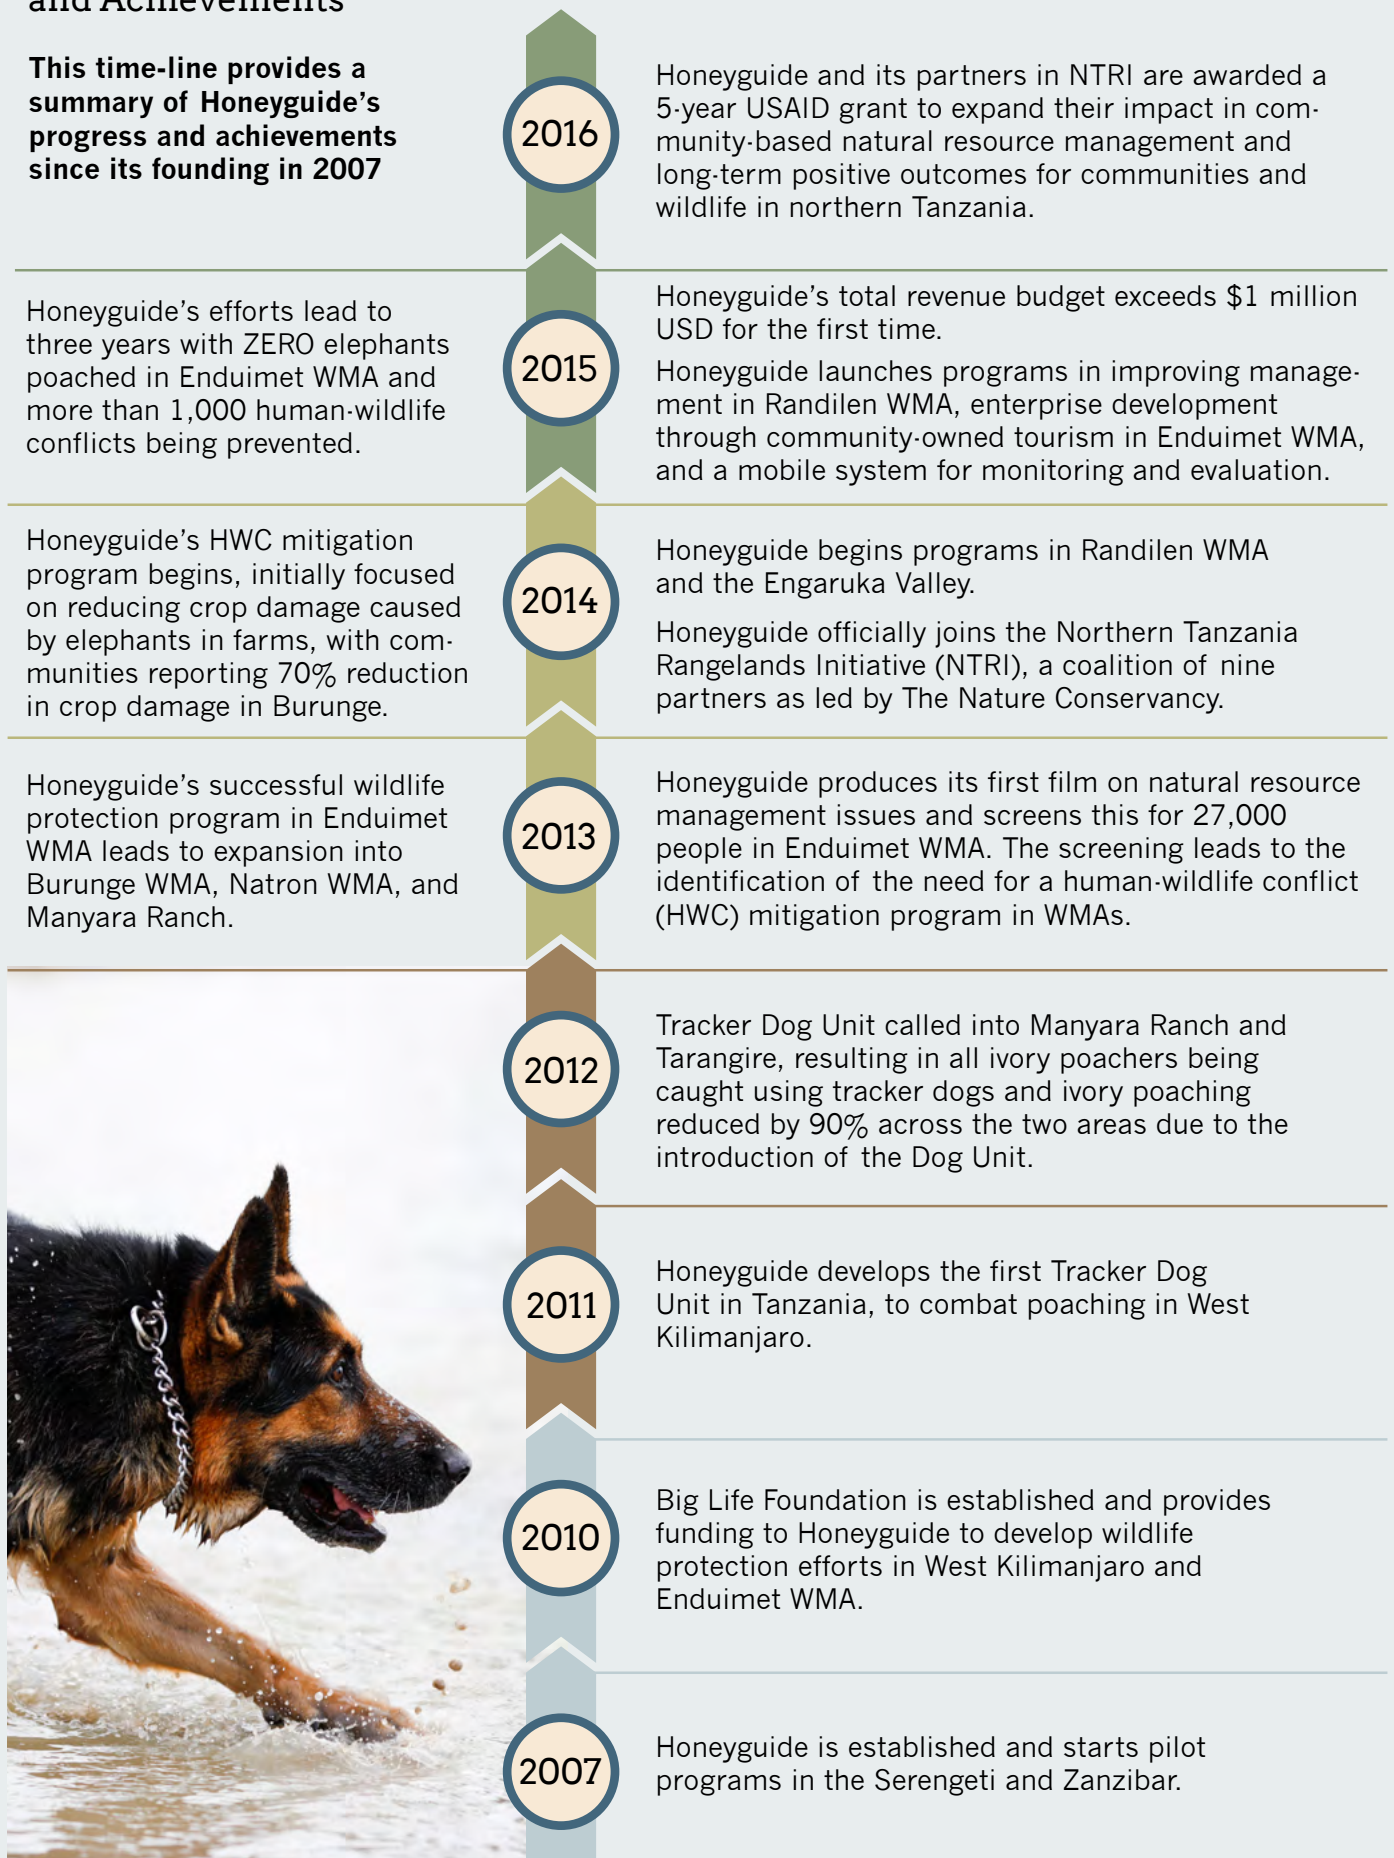 and Achievements
This time-line provides a
summary of Honeyguide's
progress and achievements
since its founding in 2007
2016
Honeyguide and its partners in NTRI are awarded a
5-year USAID grant to expand their impact in com-
munity-based natural resource management and
long-term positive outcomes for communities and
wildlife in northern Tanzania.
Honeyguide's efforts lead to
three years with ZERO elephants
poached in Enduimet WMA and
more than 1,000 human-wildlife
conflicts being prevented.
2015
Honeyguide's total revenue budget exceeds $1 million
USD for the first time.
Honeyguide launches programs in improving manage-
ment in Randilen WMA, enterprise development
through community-owned tourism in Enduimet WMA,
and a mobile system for monitoring and evaluation.
Honeyguide's HWC mitigation
program begins, initially focused
on reducing crop damage caused
by elephants in farms, with com-
munities reporting 70% reduction
in crop damage in Burunge.
2014
Honeyguide begins programs in Randilen WMA
and the Engaruka Valley.
Honeyguide officially joins the Northern Tanzania
Rangelands Initiative (NTRI), a coalition of nine
partners as led by The Nature Conservancy.
Honeyguide's successful wildlife
protection program in Enduimet
WMA leads to expansion into
Burunge WMA, Natron WMA, and
Manyara Ranch.
2013
Honeyguide produces its first film on natural resource
management issues and screens this for 27,000
people in Enduimet WMA. The screening leads to the
identification of the need for a human-wildlife conflict
(HWC) mitigation program in WMAs.
2012
Tracker Dog Unit called into Manyara Ranch and
Tarangire, resulting in all ivory poachers being
caught using tracker dogs and ivory poaching
reduced by 90% across the two areas due to the
introduction of the Dog Unit.
2011
Honeyguide develops the first Tracker Dog
Unit in Tanzania, to combat poaching in West
Kilimanjaro.
2010
Big Life Foundation is established and provides
funding to Honeyguide to develop wildlife
protection efforts in West Kilimanjaro and
Enduimet WMA.
2007
Honeyguide is established and starts pilot
programs in the Serengeti and Zanzibar.